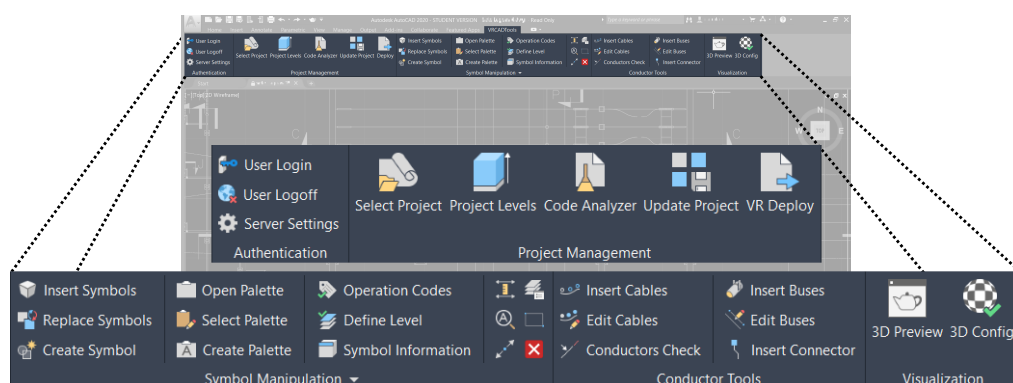 Autodesk AutoCAD 2020 - STUDENT VERSION
Read Only
VRCADTools
User Login
User Logoff
Server Settings
Authentication
Select Project Project Levels Code Analyzer Update Project Deploy
Project Management
Insert Symbols Open Palette Operation Codes
Replace Symbols Select Palette Define Level
Create Symbol Create Palette Symbol Information
Symbol Manipulation
Insert Cables Insert Buses
Edit Cables Edit Buses
Conductors Check Insert Connector
Conductor Tools
3D Preview 3D Config
Visualization
User Login
User Logoff
Server Settings
Authentication
Select Project Project Levels Code Analyzer Update Project VR Deploy
Project Management
Insert Symbols Open Palette Operation Codes Insert Cables Insert Buses
Replace Symbols Select Palette Define Level Edit Cables Edit Buses
Create Symbol Create Palette Symbol Information Conductors Check Insert Connector
3D Preview 3D Config
Symbol Manipulation Conductor Tools Visualization